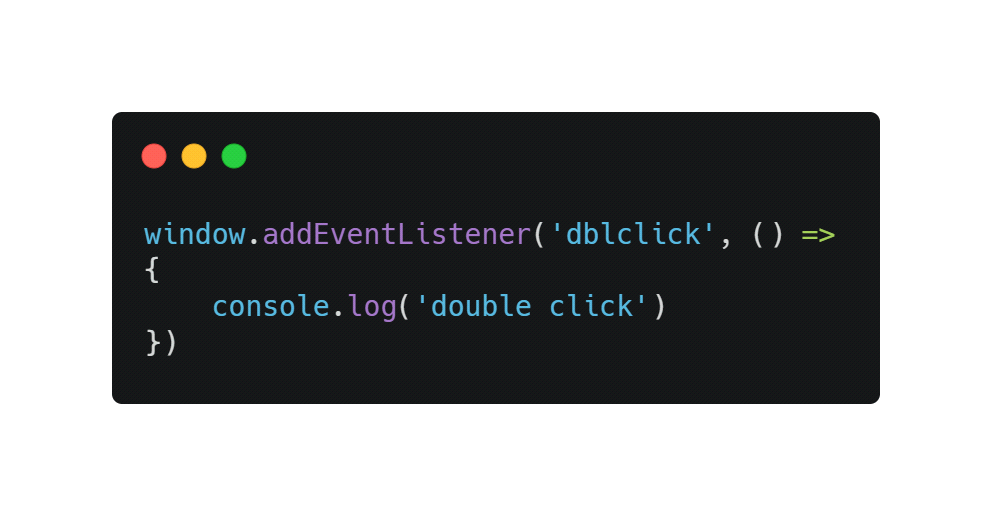 window.addEventListener('dblclick', () =>
{
    console.log('double click')
})